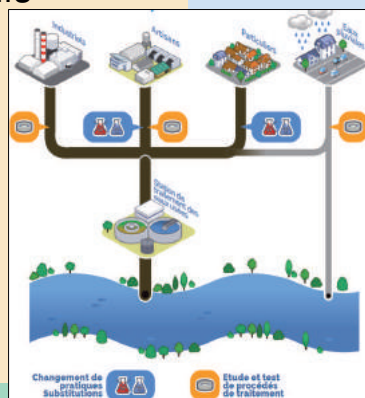 Industriels
Artisans
Particuliers
Eaux
pluviales
Station de
traitement des
eaux usées
Changement de
pratiques
Substitutions
Etude et test
de procédés
de traitement